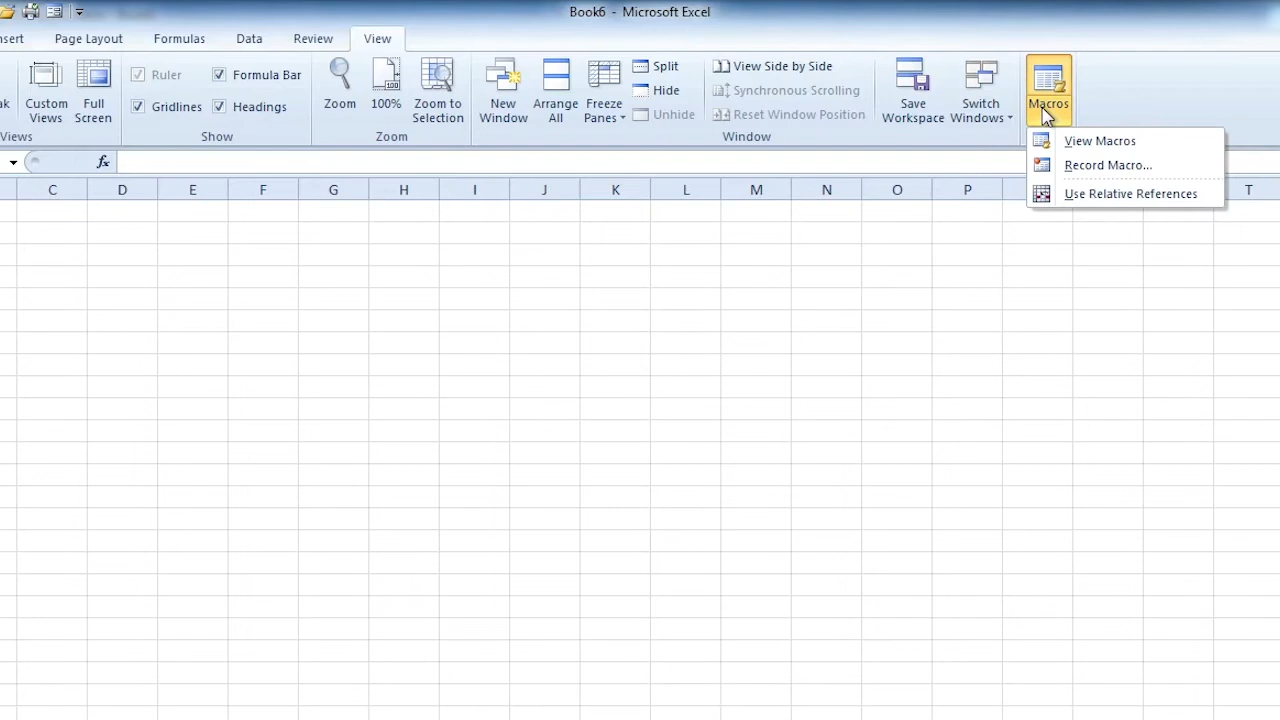 Book6 - Microsoft Excel
nsert Page Layout Formulas Data Review View
Ruler Formula Bar
Gridlines Headings
ak Custom Views Full Screen
Zoom 100% Zoom to Selection
New Window Arrange All Freeze Panes
Split
Hide
Unhide
View Side by Side
Synchronous Scrolling
Reset Window Position
Save Workspace Switch Windows
Macros
Views Show Zoom Window
View Macros
Record Macro...
Use Relative References
fx
C D E F G H I J K L M N O P T